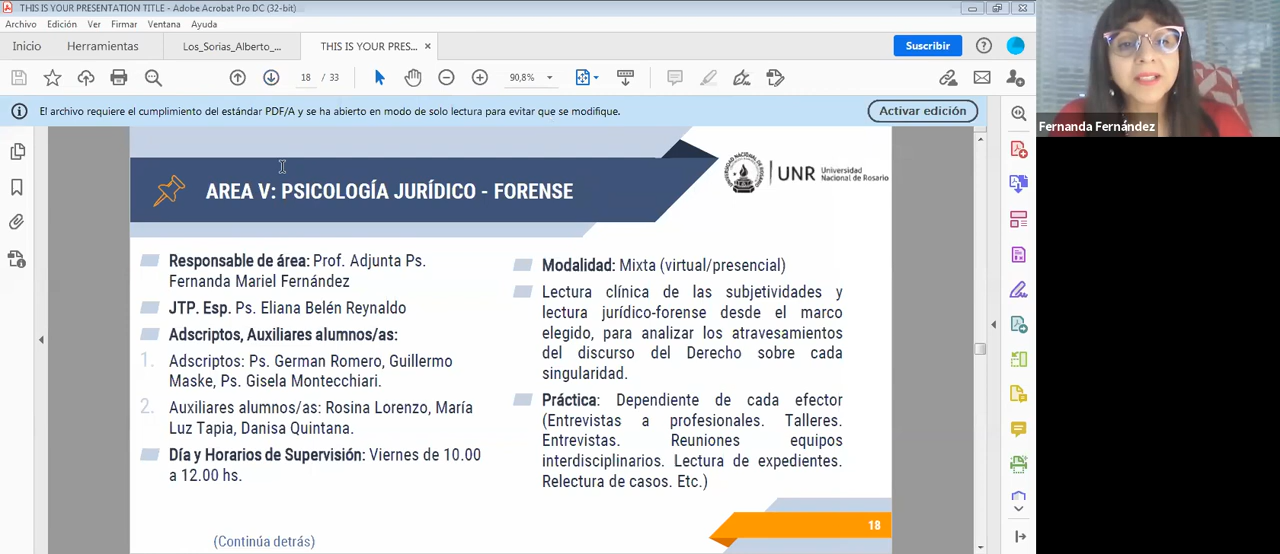 THIS IS YOUR PRESENTATION TITLE - Adobe Acrobat Pro DC (32-bit)
Archivo Edición Ver Firmar Ventana Ayuda
Inicio Herramientas Los_Sorias_Alberto_... THIS IS YOUR PRES... × Suscribir
18 / 33 90,8%
El archivo requiere el cumplimiento del estándar PDF/A y se ha abierto en modo de solo lectura para evitar que se modifique. Activar edición
Fernanda Fernández
AREA V: PSICOLOGÍA JURÍDICO - FORENSE
UNR Universidad
Nacional de Rosario
Responsable de área: Prof. Adjunta Ps.
Fernanda Mariel Fernández
JTP. Esp. Ps. Eliana Belén Reynaldo
Adscriptos, Auxiliares alumnos/as:
1. Adscriptos: Ps. German Romero, Guillermo
Maske, Ps. Gisela Montecchiari.
2. Auxiliares alumnos/as: Rosina Lorenzo, María
Luz Tapia, Danisa Quintana.
Día y Horarios de Supervisión: Viernes de 10.00
a 12.00 hs.
(Continúa detrás)
Modalidad: Mixta (virtual/presencial)
Lectura clínica de las subjetividades y
lectura jurídico-forense desde el marco
elegido, para analizar los atravesamientos
del discurso del Derecho sobre cada
singularidad.
Práctica: Dependiente de cada efector
(Entrevistas a profesionales. Talleres.
Entrevistas. Reuniones equipos
interdisciplinarios. Lectura de expedientes.
Relectura de casos. Etc.)
18